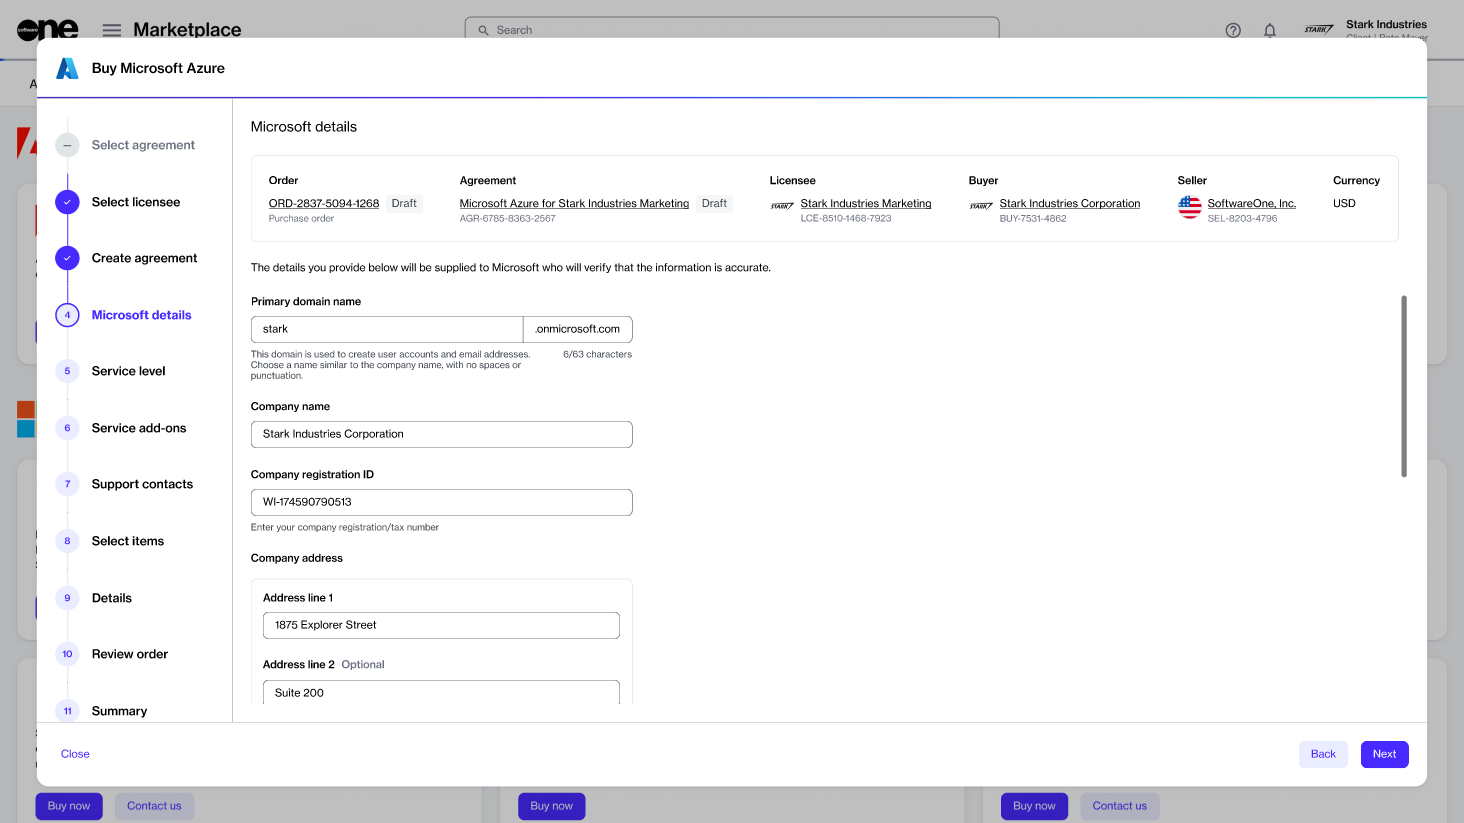 software
one
Marketplace
Search
Stark Industries
STARK
Buy Microsoft Azure
Select agreement
Select licensee
Create agreement
4 Microsoft details
5 Service level
6 Service add-ons
7 Support contacts
8 Select items
9 Details
10 Review order
11 Summary
Microsoft details
Order Agreement Licensee Buyer Seller Currency
ORD-2837-5094-1268 Draft Microsoft Azure for Stark Industries Marketing Draft STARK Stark Industries Marketing STARK Stark Industries Corporation SoftwareOne, Inc. USD
Purchase order AGR-6785-8363-2567 LCE-8510-1468-7923 BUY-7531-4862 SEL-8203-4796
The details you provide below will be supplied to Microsoft who will verify that the information is accurate.
Primary domain name
stark .onmicrosoft.com
This domain is used to create user accounts and email addresses. 6/63 characters
Choose a name similar to the company name, with no spaces or
punctuation.
Company name
Stark Industries Corporation
Company registration ID
WI-174590790513
Enter your company registration/tax number
Company address
Address line 1
1875 Explorer Street
Address line 2 Optional
Suite 200
Close Back Next
Buy now Contact us Buy now Buy now Contact us